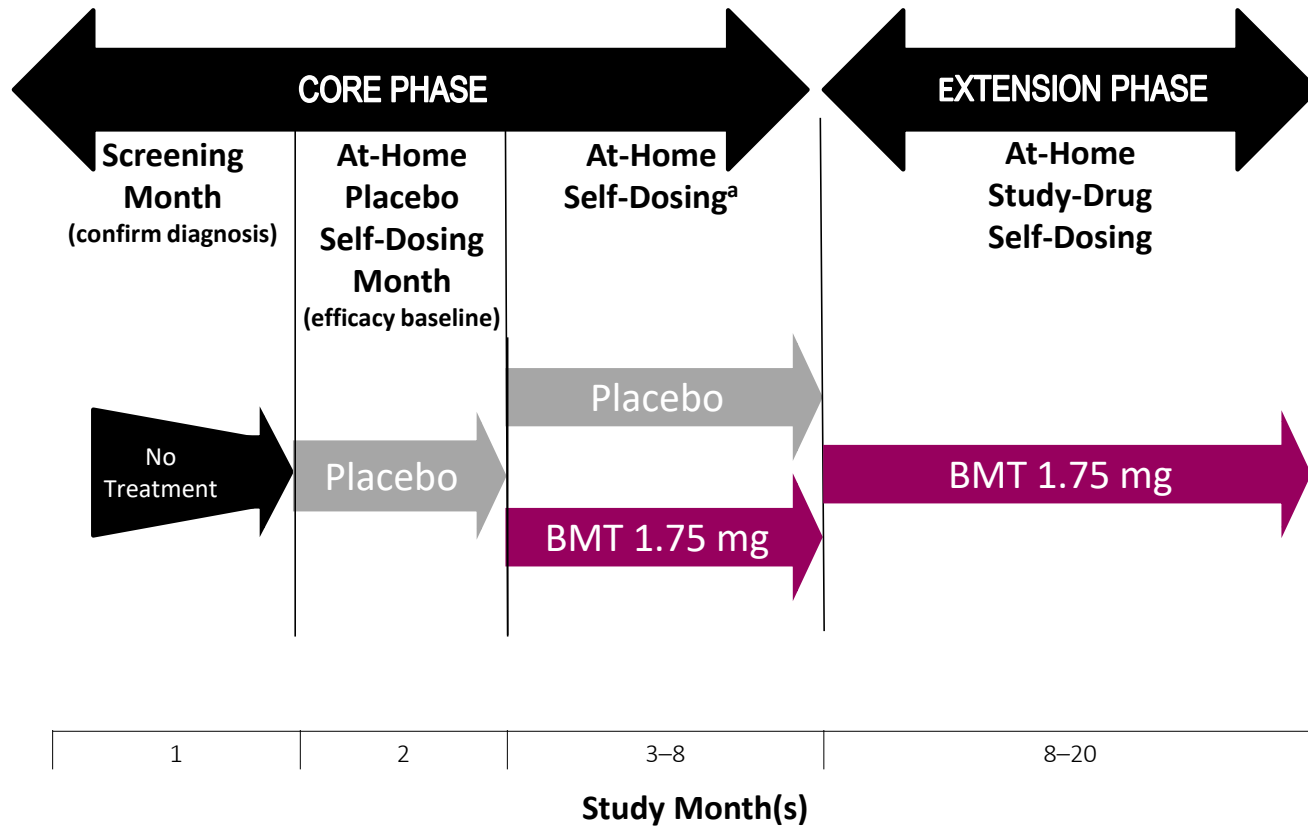 CORE PHASE
EXTENSION PHASE
Screening
Month
(confirm diagnosis)
At-Home
Placebo
Self-Dosing
Month
(efficacy baseline)
At-Home
Self-Dosingᵃ
At-Home
Study-Drug
Self-Dosing
No
Treatment
Placebo
Placebo
BMT 1.75 mg
BMT 1.75 mg
1
2
3–8
8–20
Study Month(s)